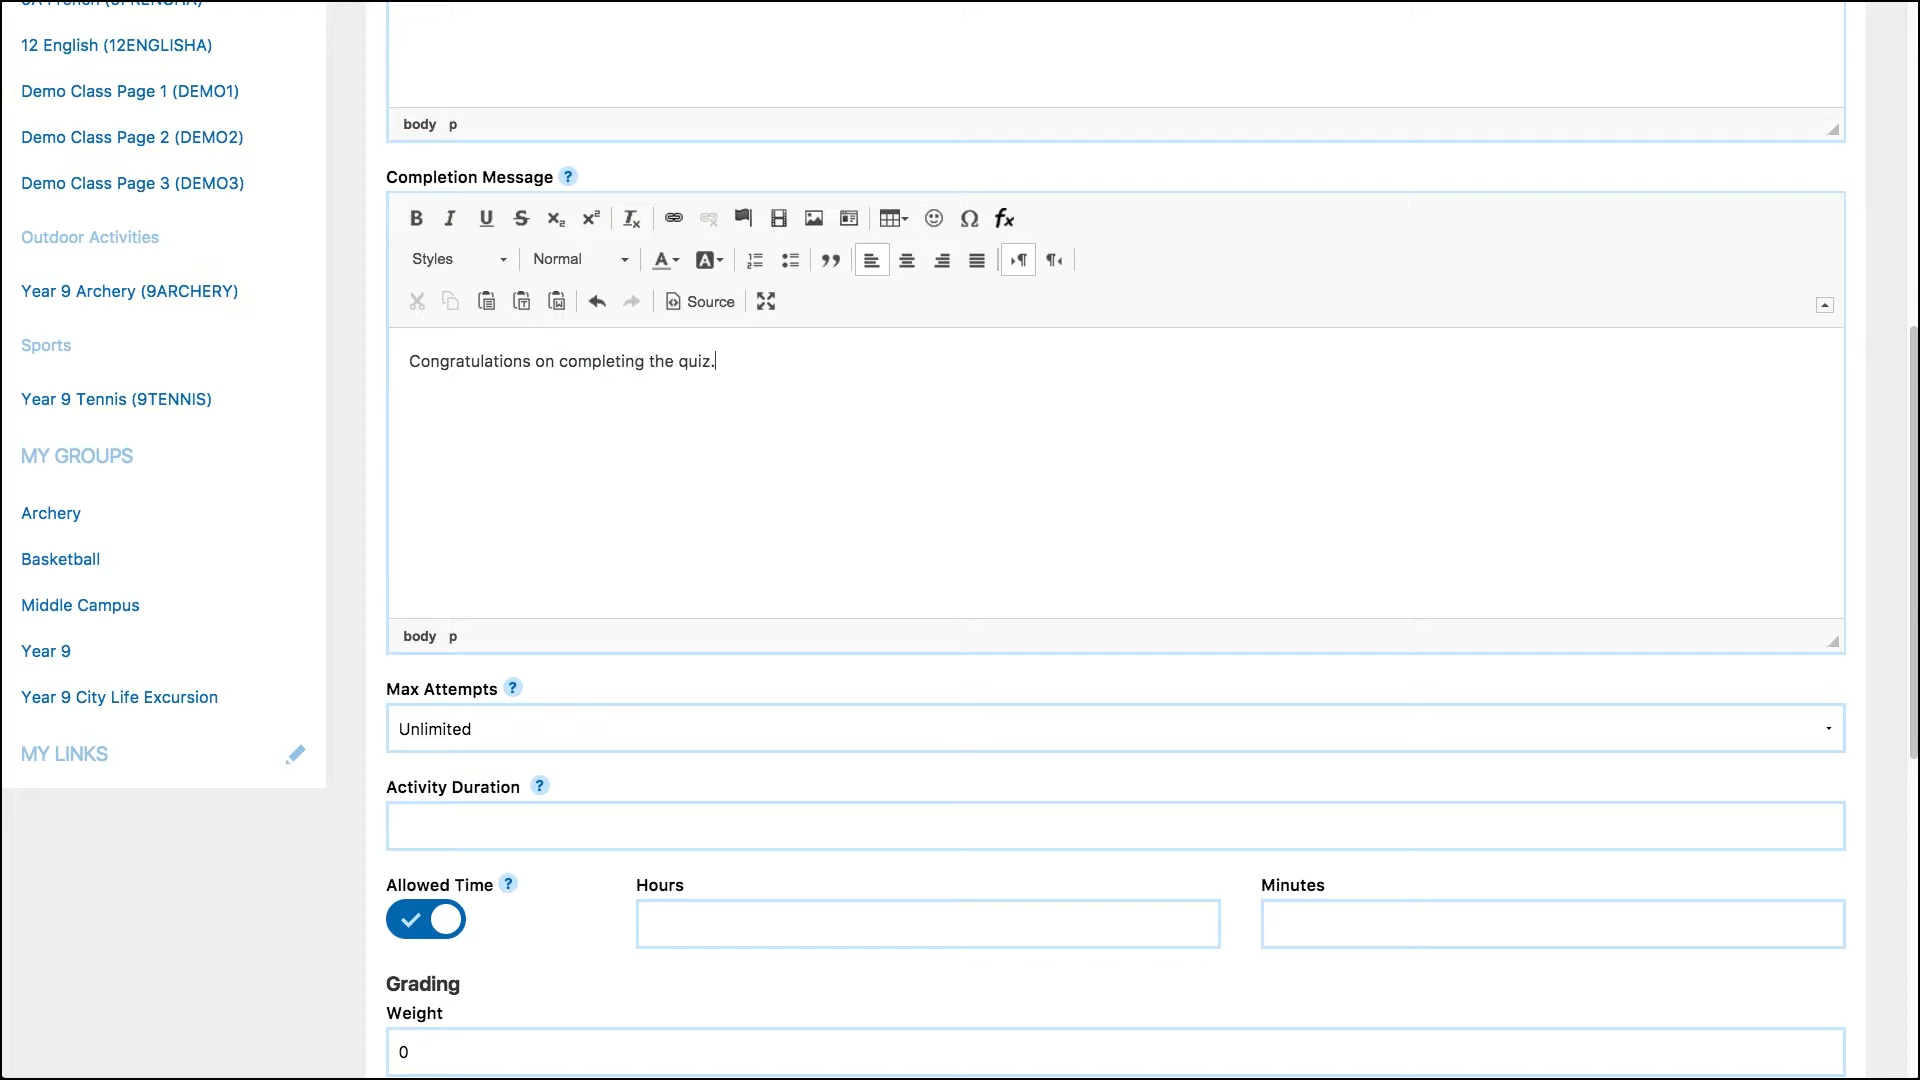 12 English (12ENGLISHA)
Demo Class Page 1 (DEMO1)
Demo Class Page 2 (DEMO2)
Demo Class Page 3 (DEMO3)
Outdoor Activities
Year 9 Archery (9ARCHERY)
Sports
Year 9 Tennis (9TENNIS)
MY GROUPS
Archery
Basketball
Middle Campus
Year 9
Year 9 City Life Excursion
MY LINKS
body p
Completion Message ?
Styles Normal
Source
Congratulations on completing the quiz.
body p
Max Attempts ?
Unlimited
Activity Duration ?
Allowed Time ? Hours Minutes
Grading
Weight
0